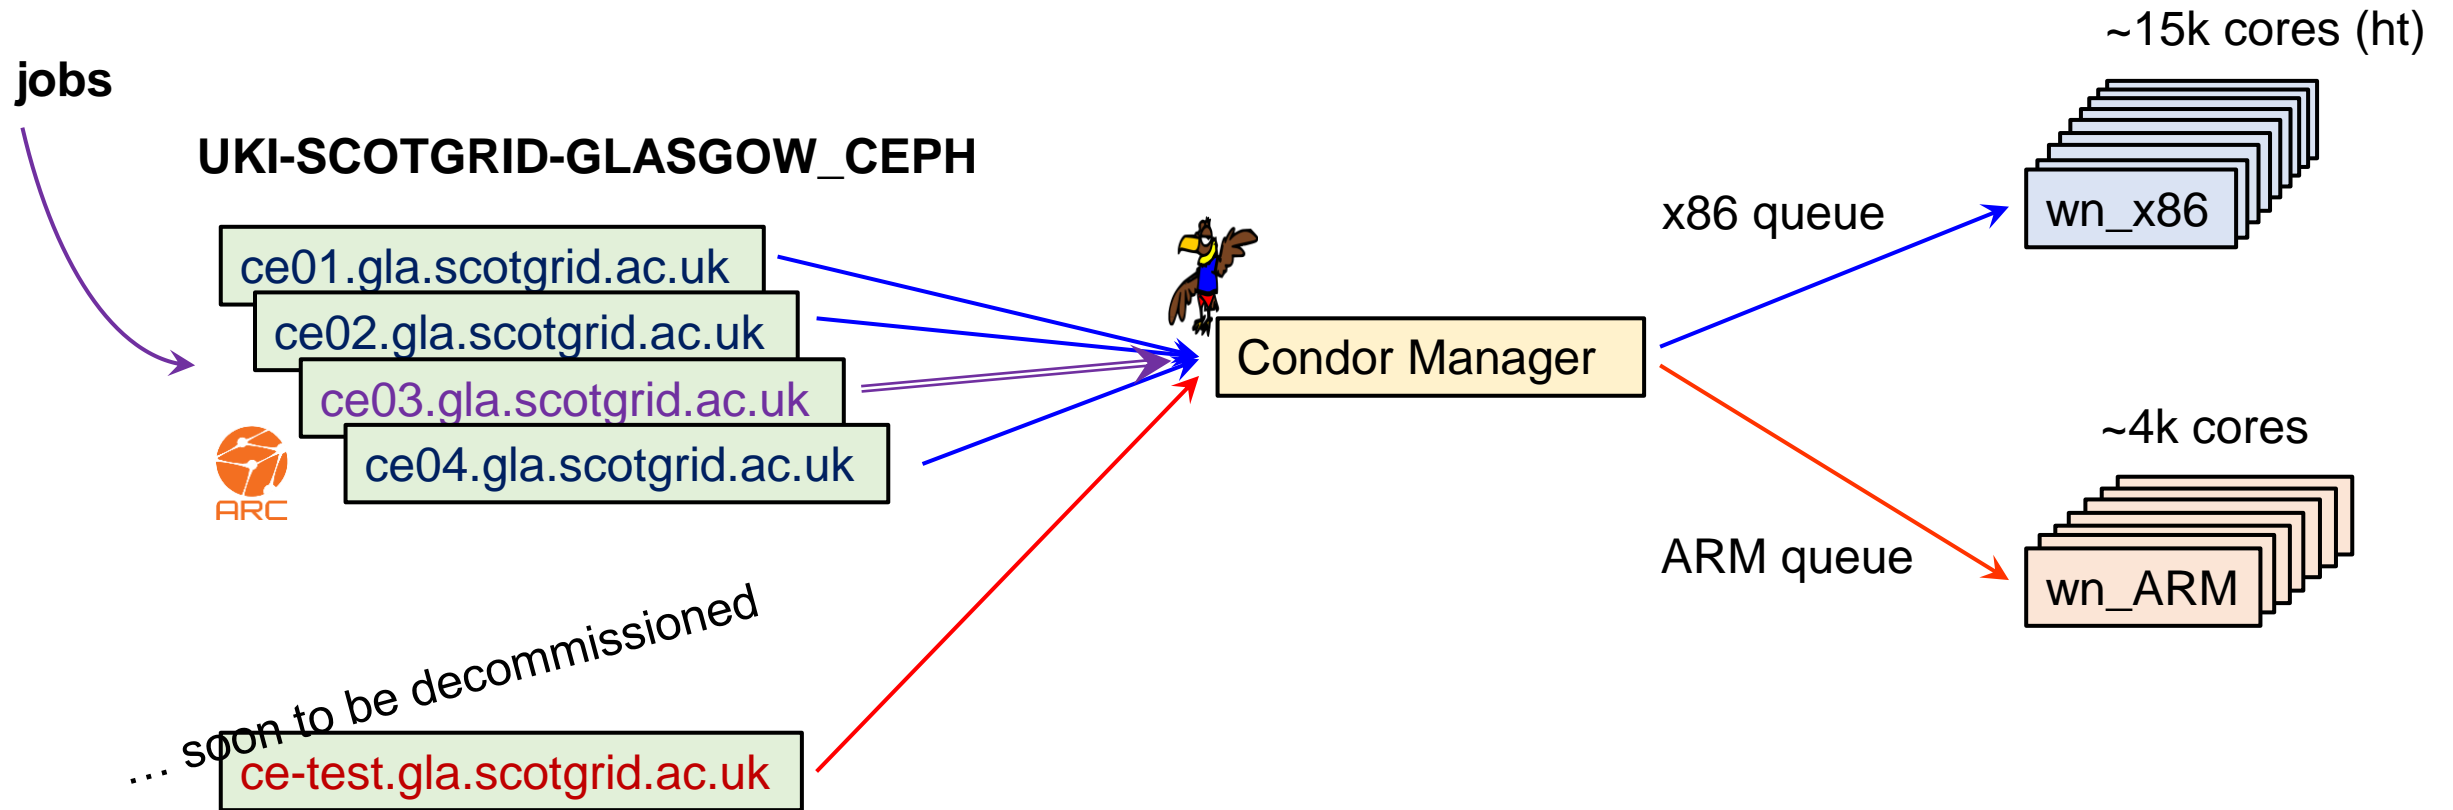 ~15k cores (ht)
jobs
UKI-SCOTGRID-GLASGOW_CEPH
x86 queue
wn_x86
ce01.gla.scotgrid.ac.uk
ce02.gla.scotgrid.ac.uk
Condor Manager
ce03.gla.scotgrid.ac.uk
~4k cores
ce04.gla.scotgrid.ac.uk
ARC
ARM queue
wn_ARM
... soon to be decommissioned
ce-test.gla.scotgrid.ac.uk